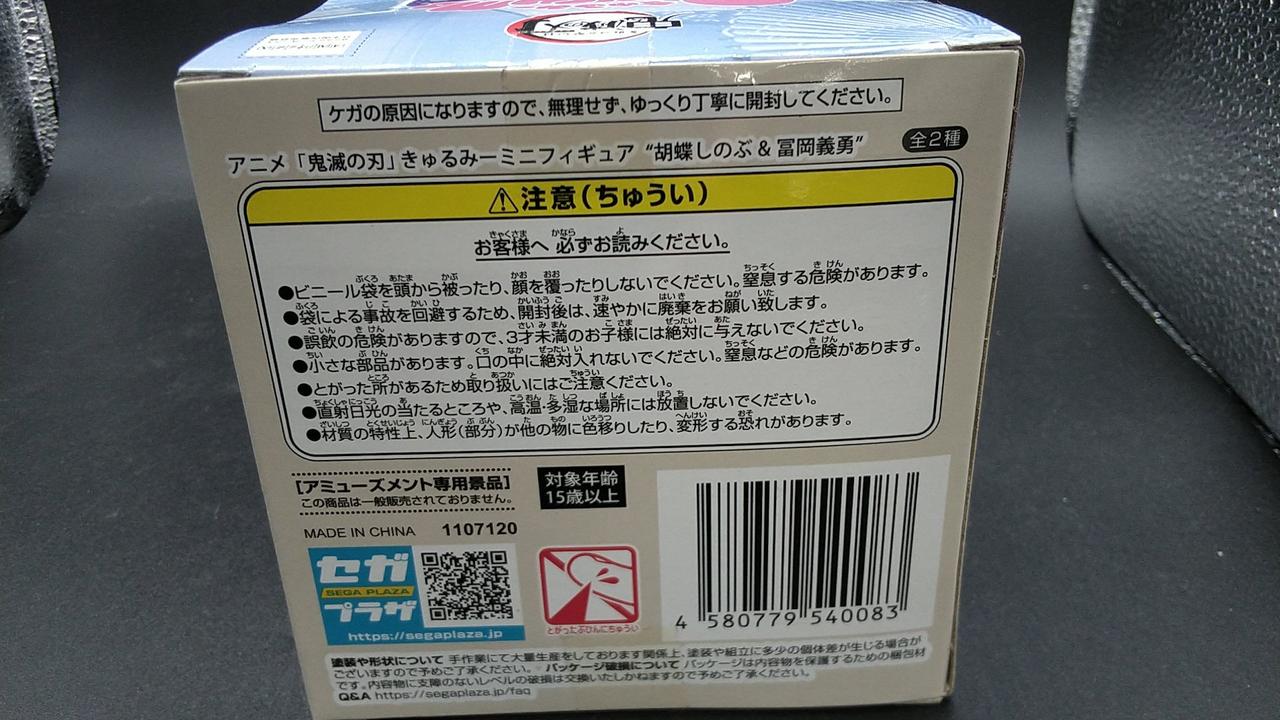 鬼滅の刃
ケガの原因になりますので、無理せず、ゆっくり丁寧に開封してください。
アニメ「鬼滅の刃」きゅるみーミニフィギュア “胡蝶しのぶ & 冨岡義勇” 全2種
⚠注意(ちゅうい)
お客様へ 必ずお読みください。
●ビニール袋を頭から被ったり、顔を覆ったりしないでください。窒息する危険があります。
●袋による事故を回避するため、開封後は、速やかに廃棄をお願い致します。
●誤飲の危険がありますので、3才未満のお子様には絶対に与えないでください。
●小さな部品があります。口の中に絶対入れないでください。窒息などの危険があります。
●とがった所があるため取り扱いにはご注意ください。
●直射日光の当たるところや、高温・多湿な場所には放置しないでください。
●材質の特性上、人形(部分)が他の物に色移りしたり、変形する恐れがあります。
[アミューズメント専用景品]
この商品は一般販売されておりません。
対象年齢
15歳以上
MADE IN CHINA 1107120
セガ
SEGA PLAZA
プラザ
https://segaplaza.jp
とがったぶひんにちゅうい
4 580779 540083
塗装や形状について 手作業にて大量生産をしております関係上、塗装や組立に多少の個体差が生じる場合が
ございますので予めご了承ください。 パッケージ破損について パッケージは内容物を保護するための梱包材
です。内容物に支障のないレベルの破損は交換いたしかねますので予めご了承ください。
Q&A https://segaplaza.jp/faq